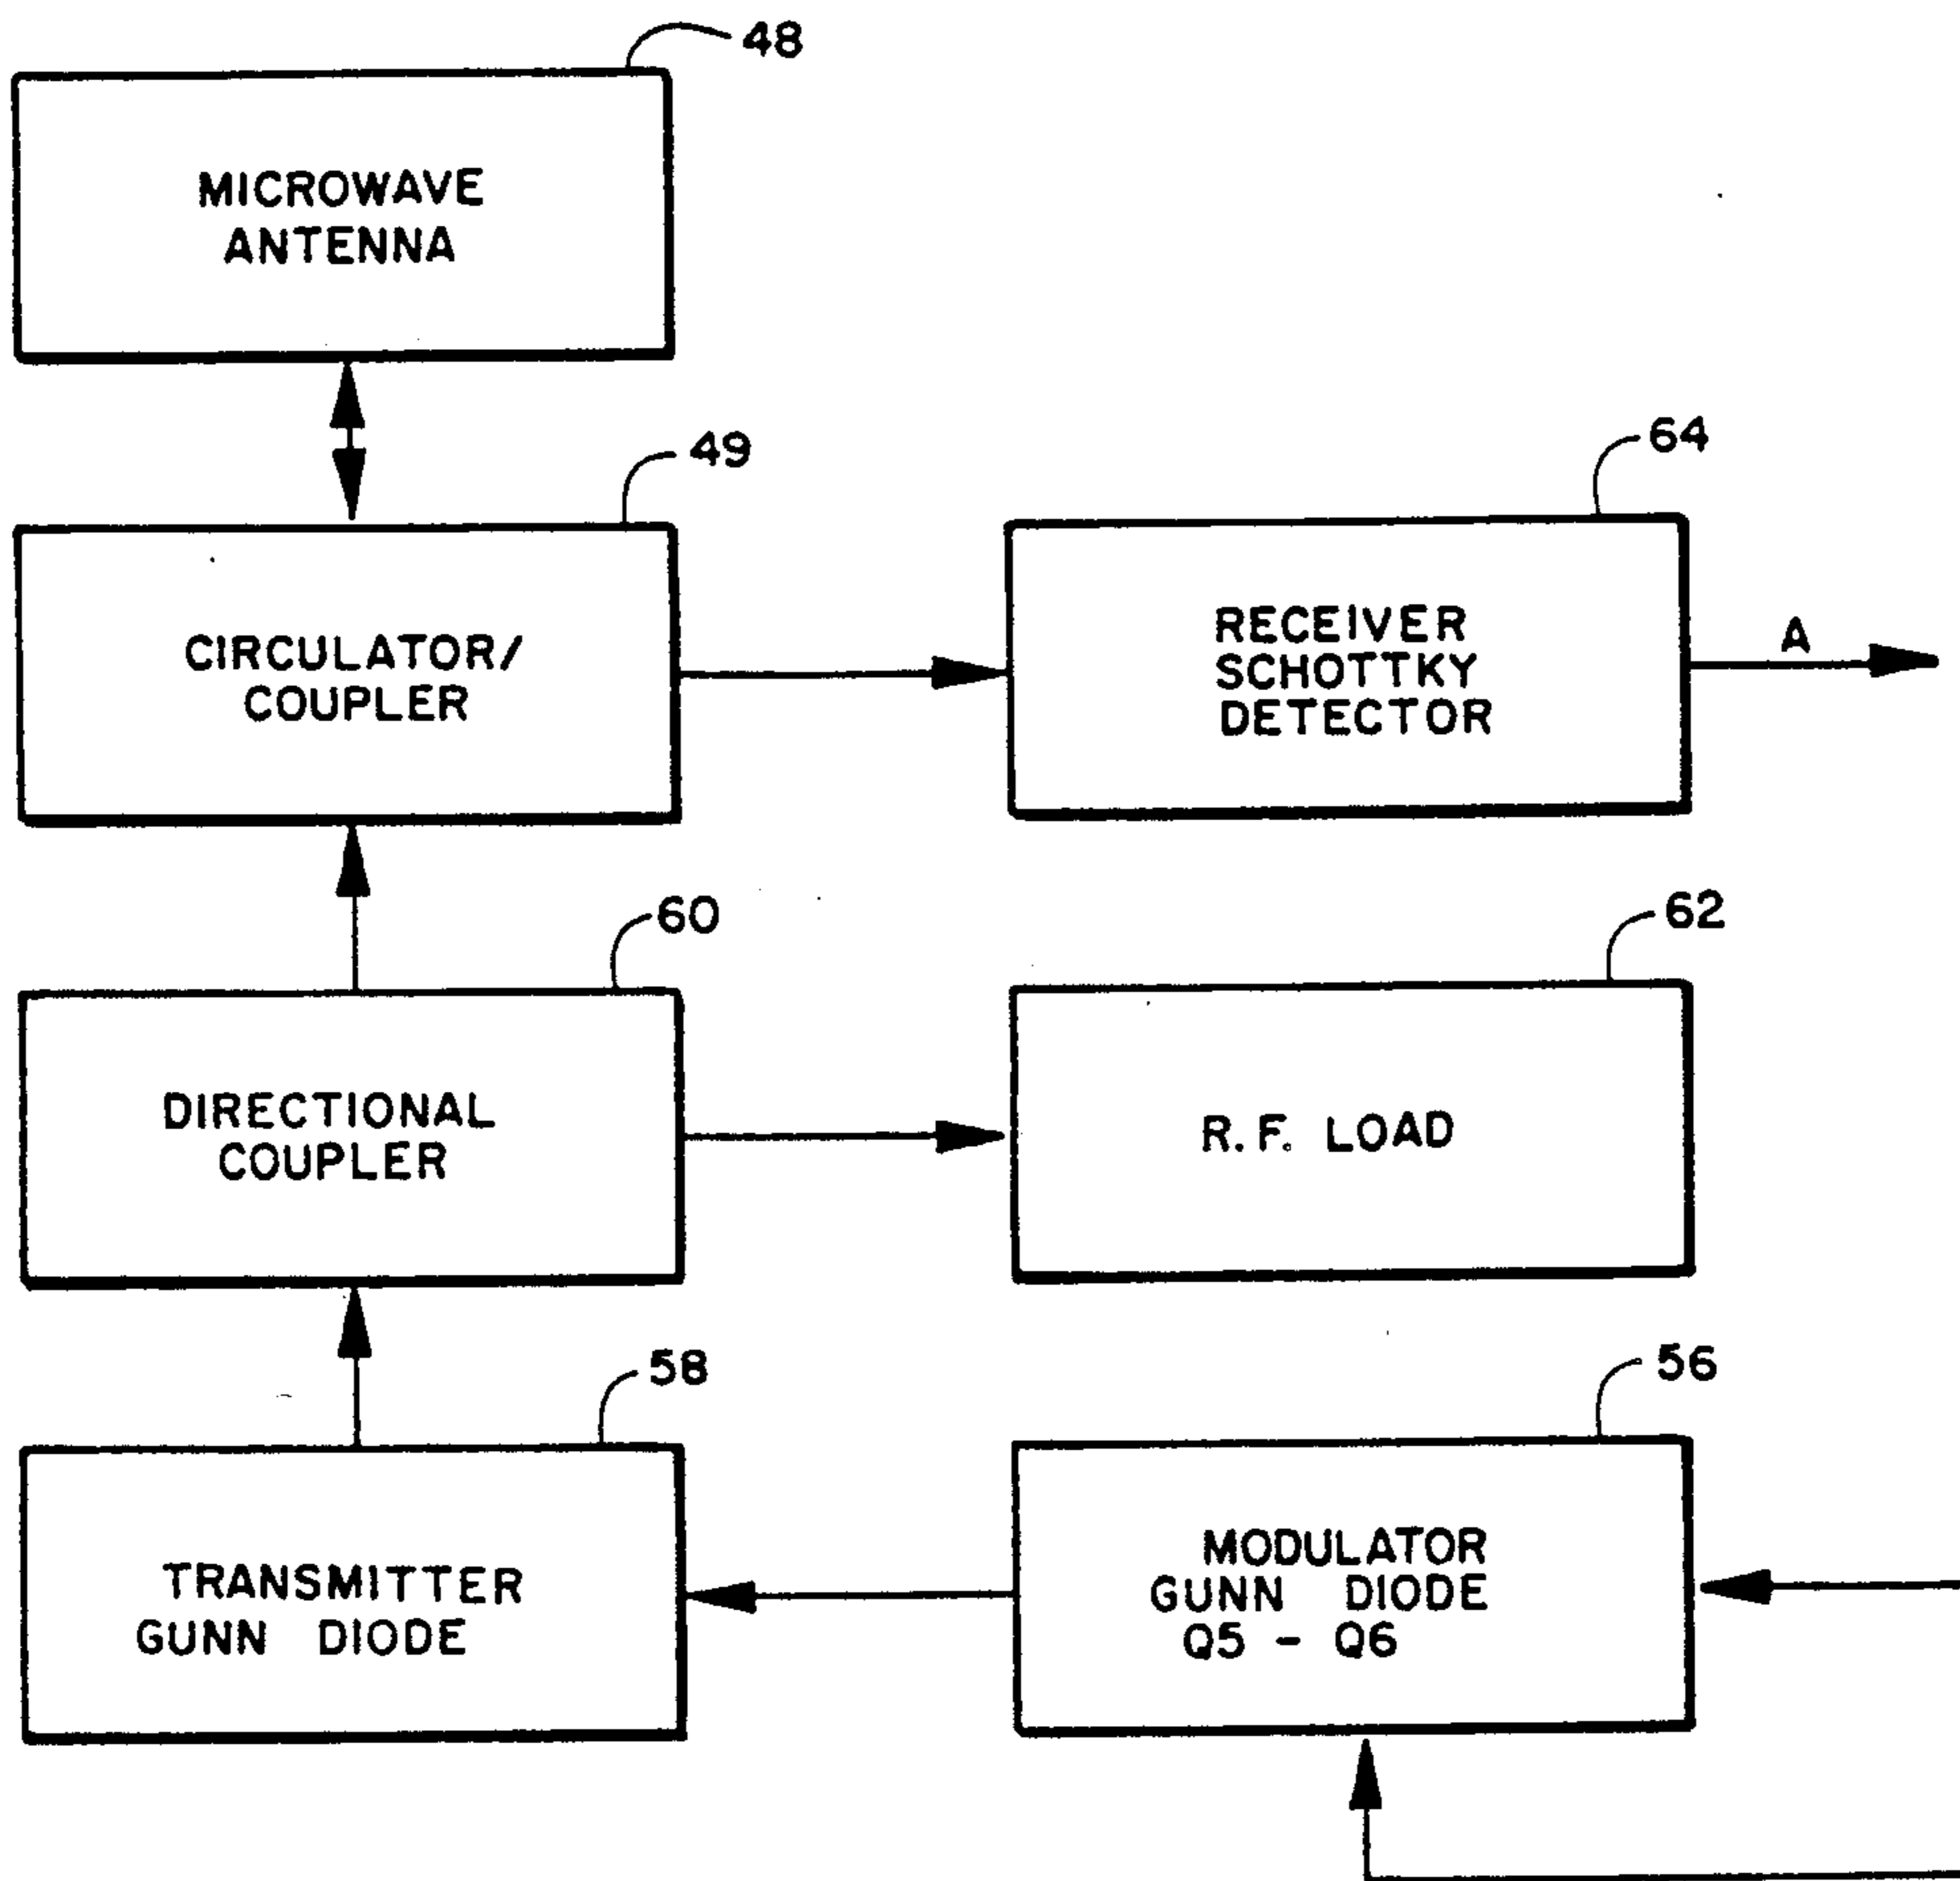 48
MICROWAVE
ANTENNA
49
CIRCULATOR/
COUPLER
64
RECEIVER
SCHOTTKY
DETECTOR
A
60
DIRECTIONAL
COUPLER
62
R.F. LOAD
58
TRANSMITTER
GUNN DIODE
56
MODULATOR
GUNN DIODE
Q5 - Q6